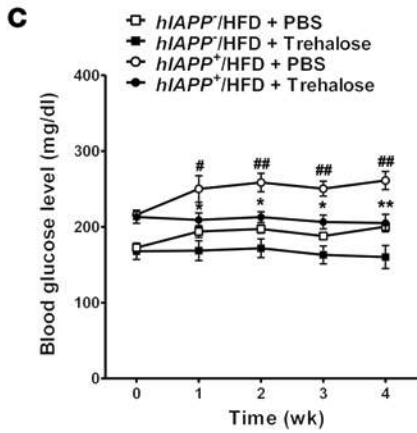 c
hIAPP⁻/HFD + PBS
hIAPP⁻/HFD + Trehalose
hIAPP⁺/HFD + PBS
hIAPP⁺/HFD + Trehalose
Blood glucose level (mg/dl)
400
300
200
100
0
# ## ## ##
* * * **
0 1 2 3 4
Time (wk)